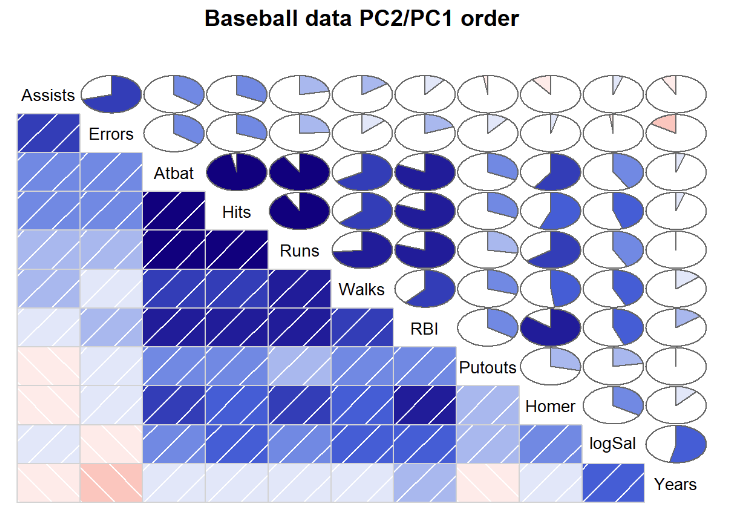 Baseball data PC2/PC1 order
Assists
Errors
Atbat
Hits
Runs
Walks
RBI
Putouts
Homer
logSal
Years